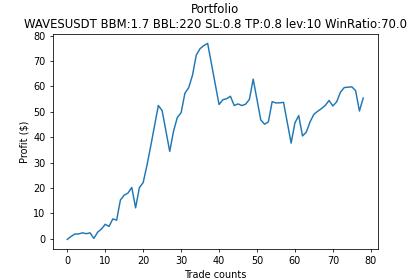 Portfolio
WAVESUSDT BBM:1.7 BBL:220 SL:0.8 TP:0.8 lev:10 WinRatio:70.0
80
70
60
50
40
30
20
10
0
Profit ($)
0 10 20 30 40 50 60 70 80
Trade counts